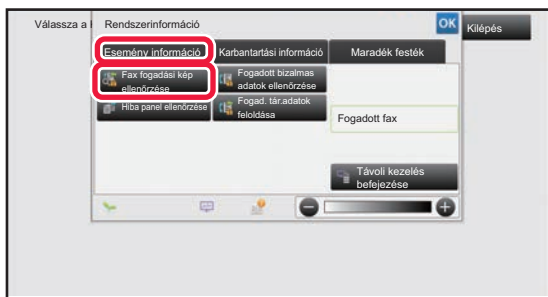 Válassza a
Rendszerinformáció
OK
Kilépés
Esemény információ
Karbantartási információ
Maradék festék
Fax fogadási kép
ellenőrzése
Fogadott bizalmas
adatok ellenőrzése
Hiba panel ellenőrzése
Fogad. tár.adatok
feloldása
Fogadott fax
Távoli kezelés
befejezése